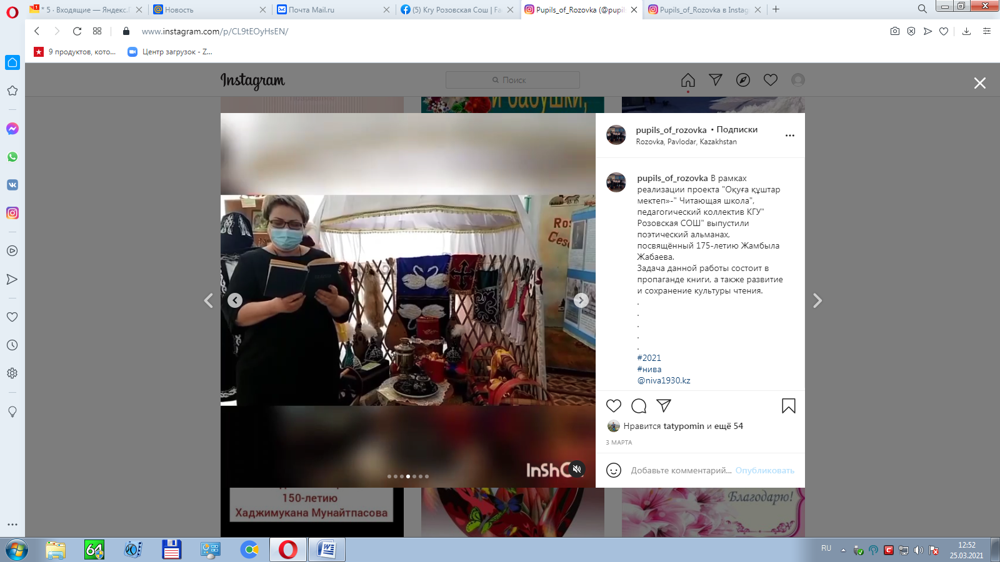 * 5 · Входящие — Яндекс.
Новость
Почта Mail.ru
(5) Кгу Розовская Сош | Fa
Pupils_of_Rozovka (@pupil
Pupils_of_Rozovka в Instag
www.instagram.com/p/CL9tEOyHsEN/
9 продуктов, кото...
Центр загрузок - Z...
Instagram
Поиск
и бабушки,
pupils_of_rozovka • Подписки
Rozovka, Pavlodar, Kazakhstan
pupils_of_rozovka В рамках
реализации проекта "Оқуға құштар
мектеп»-" Читающая школа",
педагогический коллектив КГУ"
Розовская СОШ" выпустили
поэтический альманах,
посвящённый 175-летию Жамбыла
Жабаева.
Задача данной работы состоит в
пропаганде книги, а также развитие
и сохранение культуры чтения.
.
.
.
.
.
#2021
#нива
@niva1930.kz
Ros
Gesc
InShO
Нравится tatypomin и ещё 54
3 МАРТА
Добавьте комментарий... Опубликовать
150-летию
Хаджимукана Мунайтпасова
Благодарю!
64
RU
12:52
25.03.2021